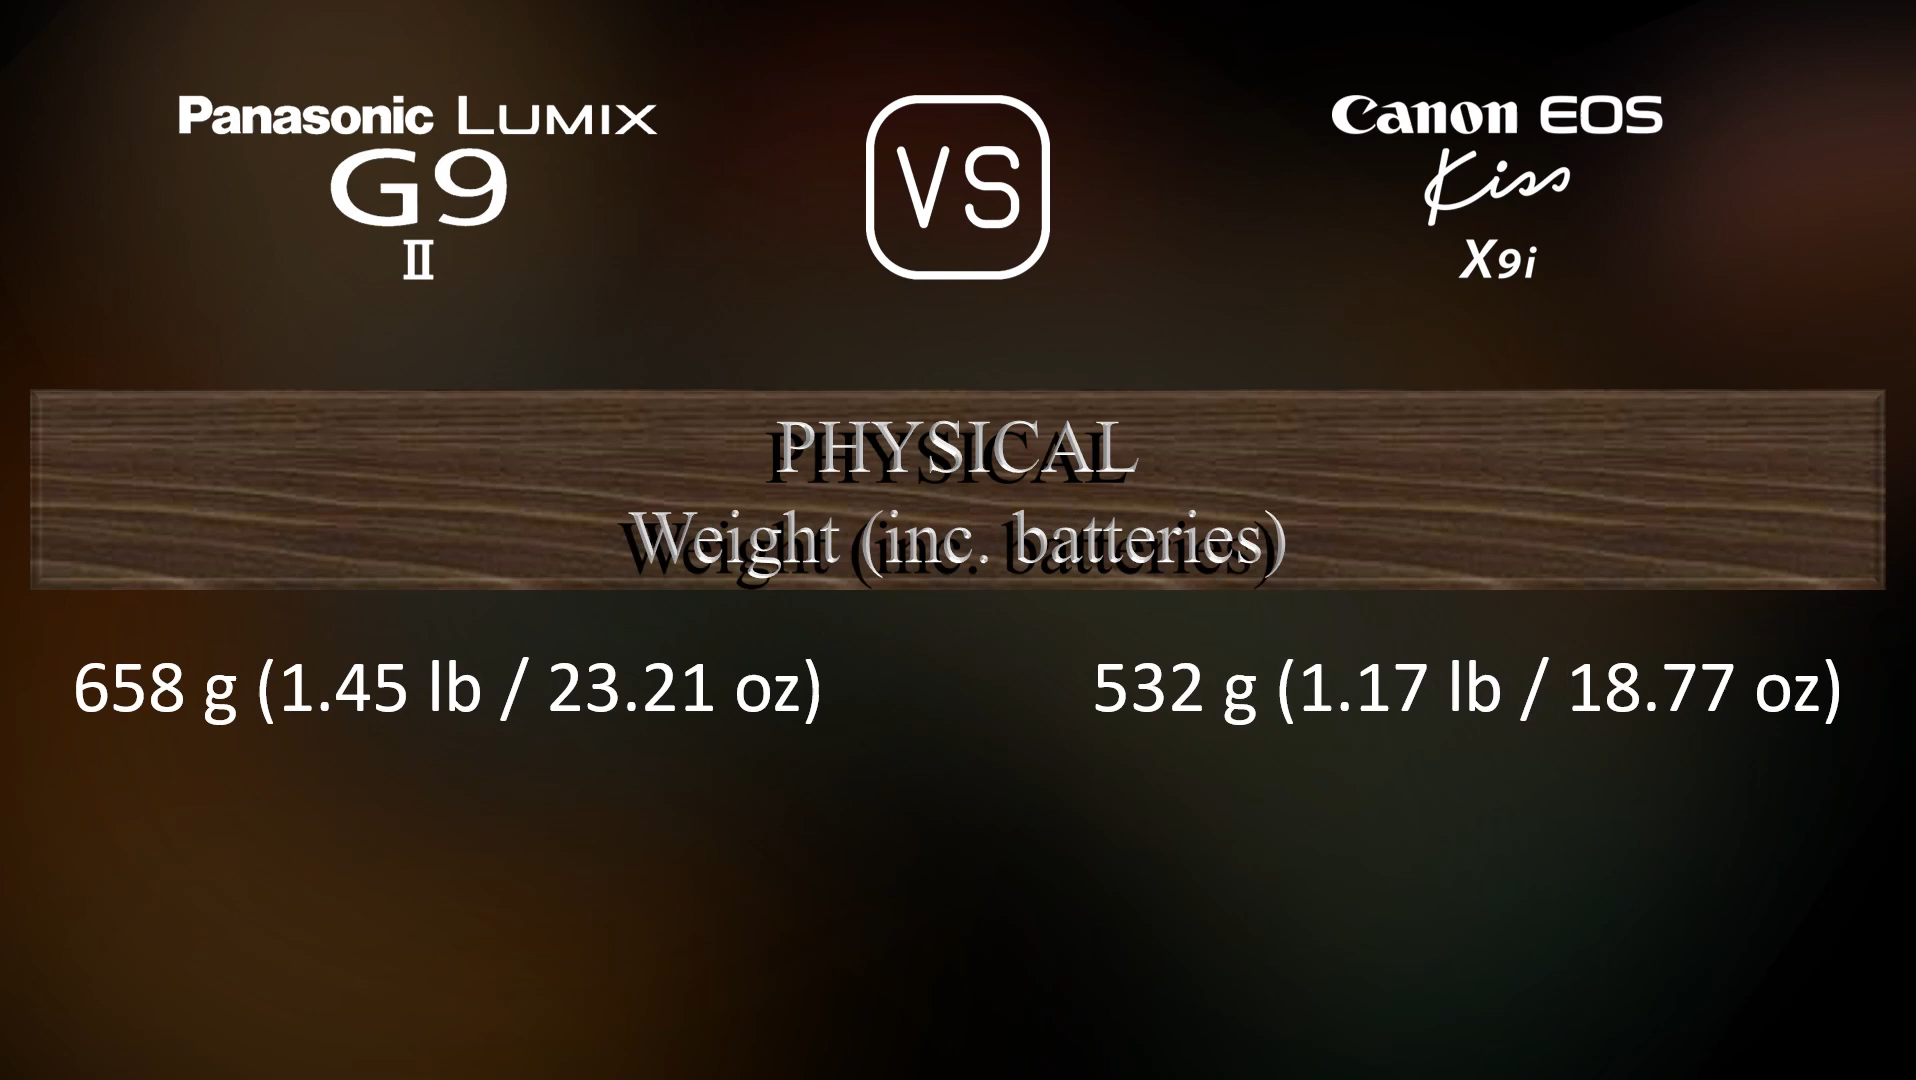 Panasonic LUMIX
G9
II
VS
Canon EOS
Kiss
X9i
PHYSICAL
Weight (inc. batteries)
658 g (1.45 lb / 23.21 oz)
532 g (1.17 lb / 18.77 oz)